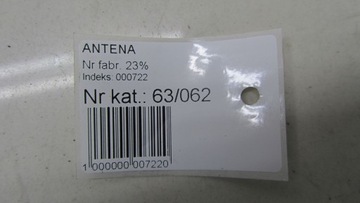 ANTENA
Nr fabr. 23%
Indeks: 000722
Nr kat.: 63/062
1 000000 007220